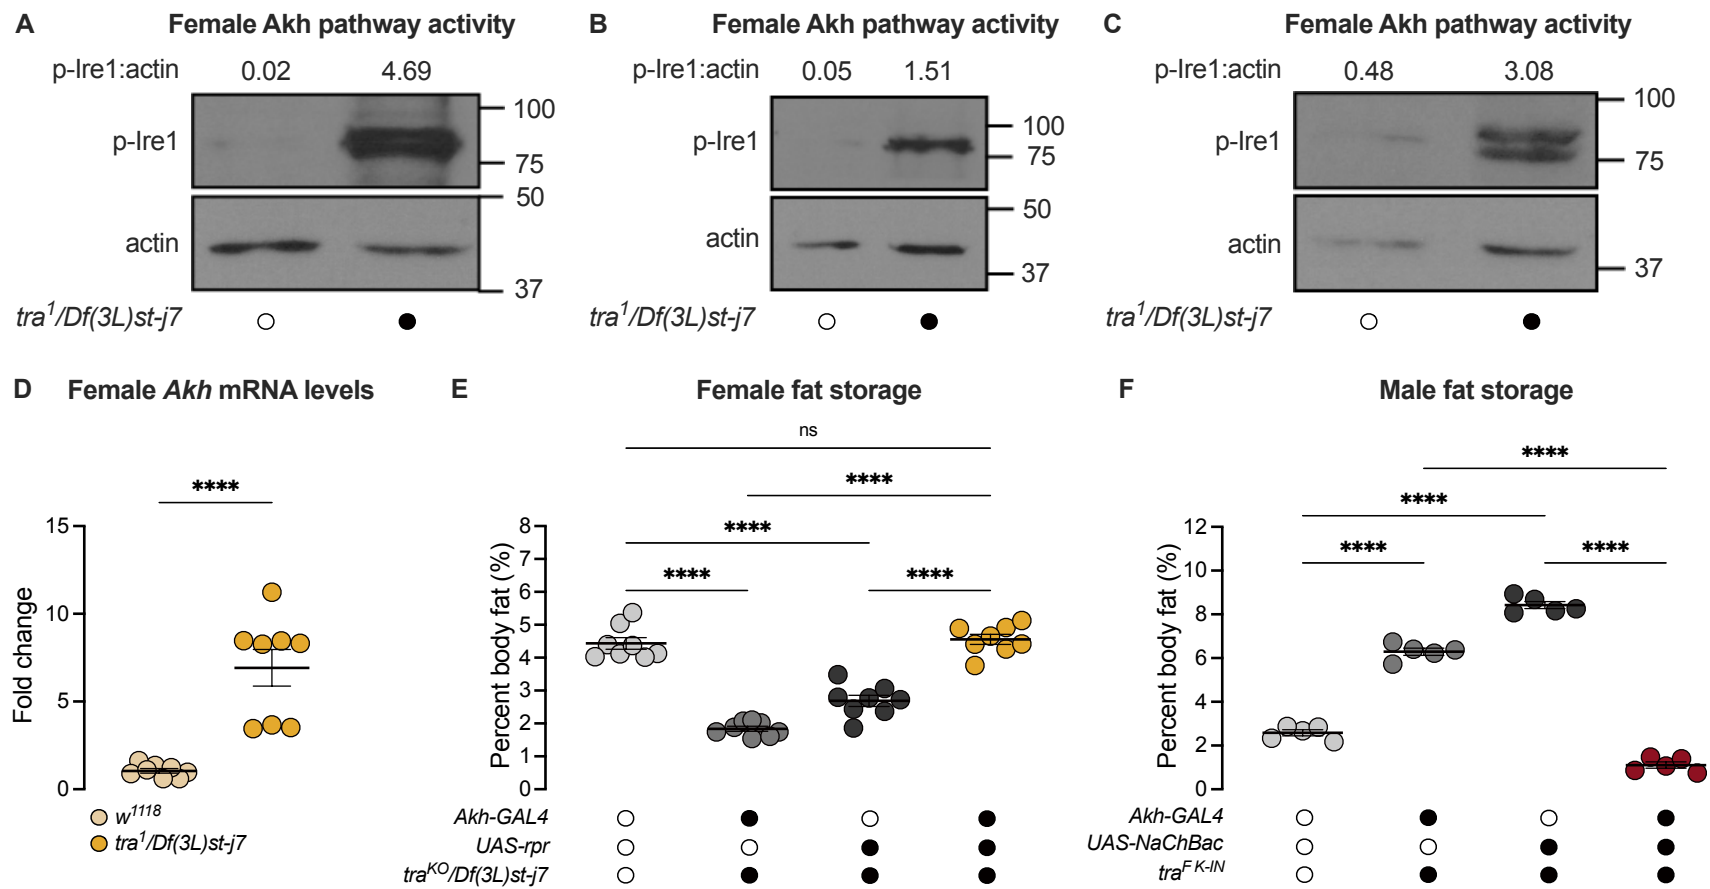 A Female Akh pathway activity
p-Ire1:actin 0.02 4.69
p-Ire1
100
75
50
actin
37
tra1/Df(3L)st-j7
B Female Akh pathway activity
p-Ire1:actin 0.05 1.51
p-Ire1
100
75
50
actin
37
tra1/Df(3L)st-j7
C Female Akh pathway activity
p-Ire1:actin 0.48 3.08
p-Ire1
100
75
actin
37
tra1/Df(3L)st-j7
D Female Akh mRNA levels
****
Fold change
15
10
5
0
w1118
tra1/Df(3L)st-j7
E Female fat storage
ns
****
****
**** ****
Percent body fat (%)
8
7
6
5
4
3
2
1
0
Akh-GAL4
UAS-rpr
traKO/Df(3L)st-j7
F Male fat storage
****
****
**** ****
Percent body fat (%)
12
10
8
6
4
2
0
Akh-GAL4
UAS-NaChBac
traF K-IN